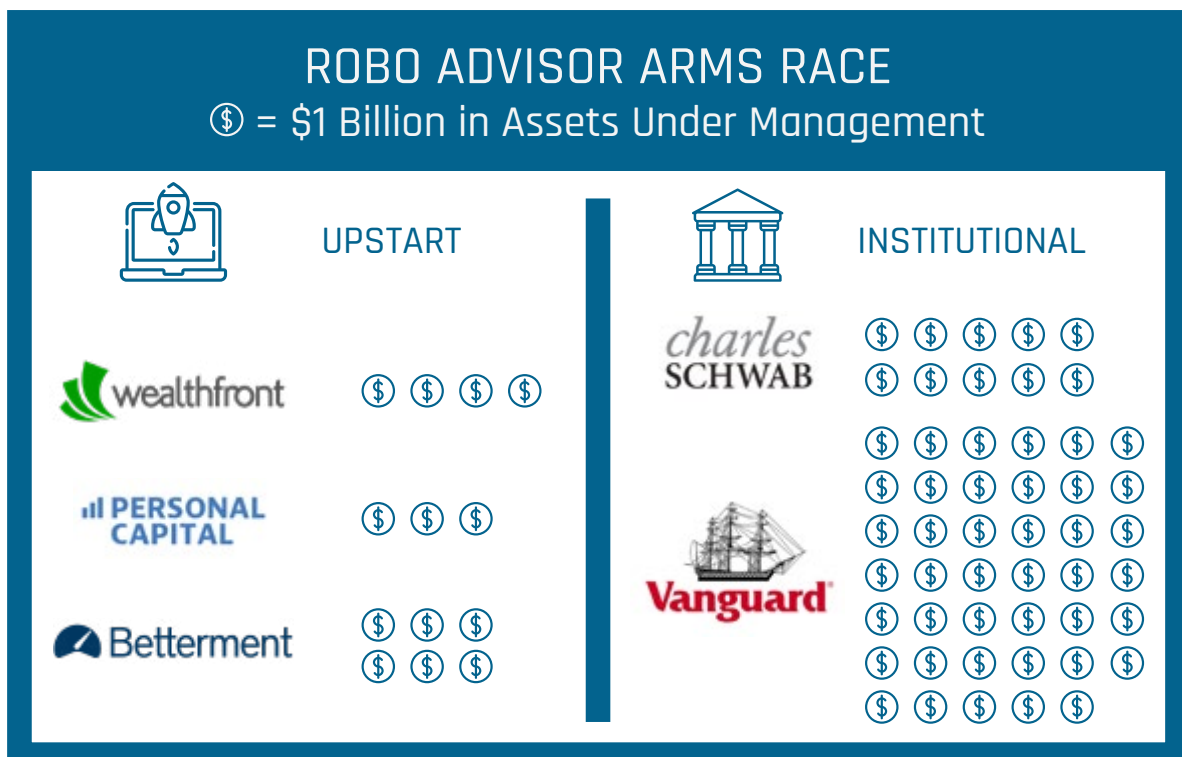 ROBO ADVISOR ARMS RACE
$ = $1 Billion in Assets Under Management
UPSTART
wealthfront $ $ $ $
PERSONAL
CAPITAL $ $ $
Betterment $ $ $
$ $ $
INSTITUTIONAL
charles $ $ $ $ $
SCHWAB $ $ $ $ $
Vanguard®
$ $ $ $ $ $
$ $ $ $ $ $
$ $ $ $ $ $
$ $ $ $ $ $
$ $ $ $ $ $
$ $ $ $ $ $
$ $ $ $ $